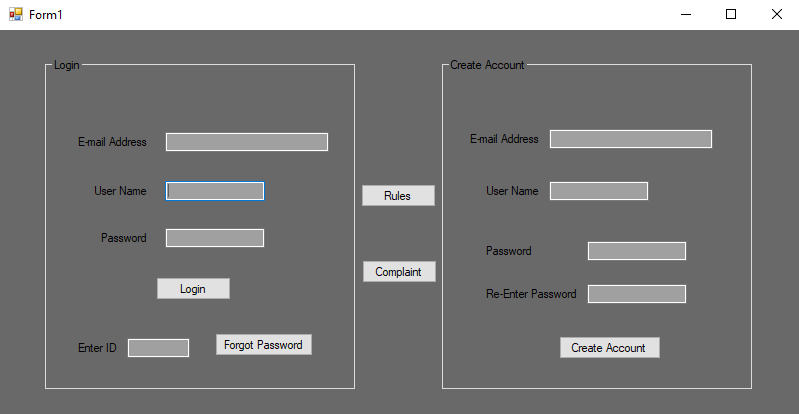 Form1
Login
E-mail Address
User Name
Password
Login
Enter ID
Forgot Password
Rules
Complaint
Create Account
E-mail Address
User Name
Password
Re-Enter Password
Create Account